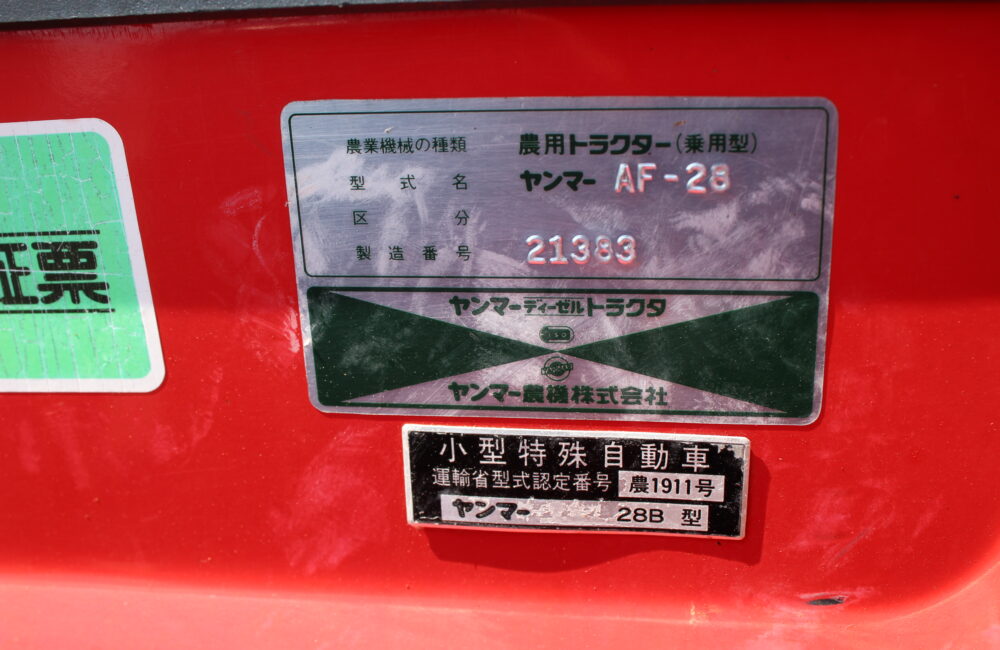 農業機械の種類 農用トラクター(乗用型)
型式名 ヤンマー AF-28
区分
製造番号 21383
証票
ヤンマーディーゼルトラクタ
ヤンマー農機株式会社
小型特殊自動車
運輸省型式認定番号 農1911号
ヤンマー 28B 型